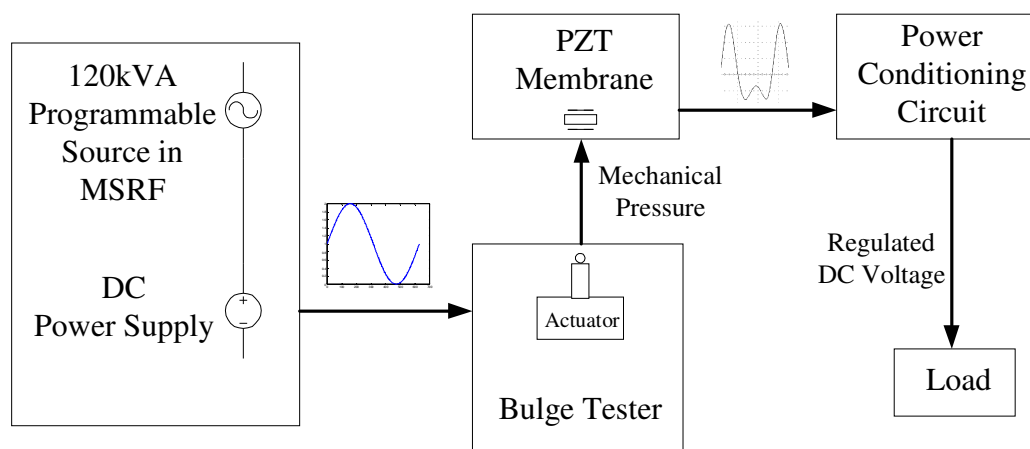 120kVA
Programmable
Source in
MSRF
DC
Power Supply
PZT
Membrane
Mechanical
Pressure
Actuator
Bulge Tester
Power
Conditioning
Circuit
Regulated
DC Voltage
Load